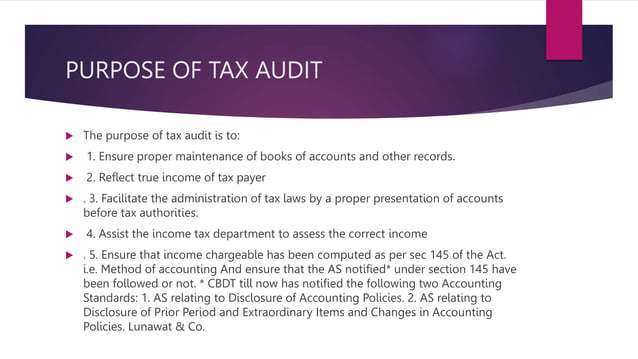 PURPOSE OF TAX AUDIT
The purpose of tax audit is to:
1. Ensure proper maintenance of books of accounts and other records.
2. Reflect true income of tax payer
. 3. Facilitate the administration of tax laws by a proper presentation of accounts
before tax authorities.
4. Assist the income tax department to assess the correct income
. 5. Ensure that income chargeable has been computed as per sec 145 of the Act.
i.e. Method of accounting And ensure that the AS notified* under section 145 have
been followed or not. * CBDT till now has notified the following two Accounting
Standards: 1. AS relating to Disclosure of Accounting Policies. 2. AS relating to
Disclosure of Prior Period and Extraordinary Items and Changes in Accounting
Policies. Lunawat & Co.